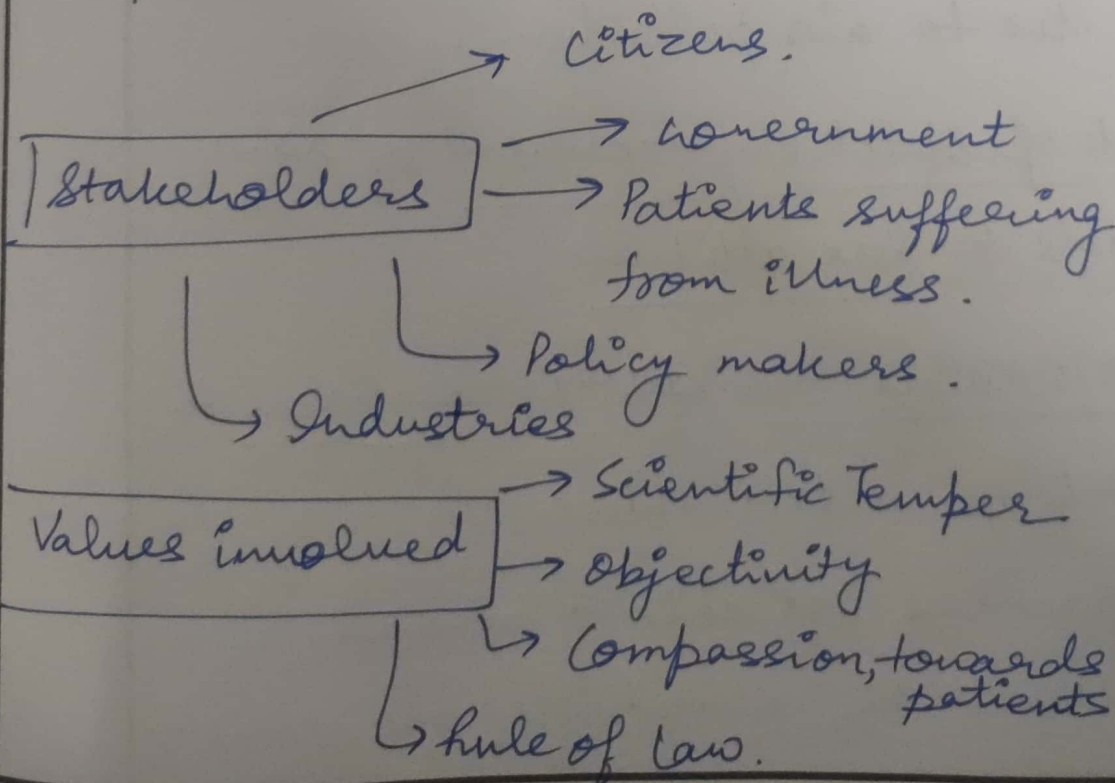 Citizens.
Government
Stakeholders
Patients suffering
from illness.
Policy makers.
Industries
Scientific Temper
Values involved
Objectivity
Compassion, towards
patients
Rule of law.